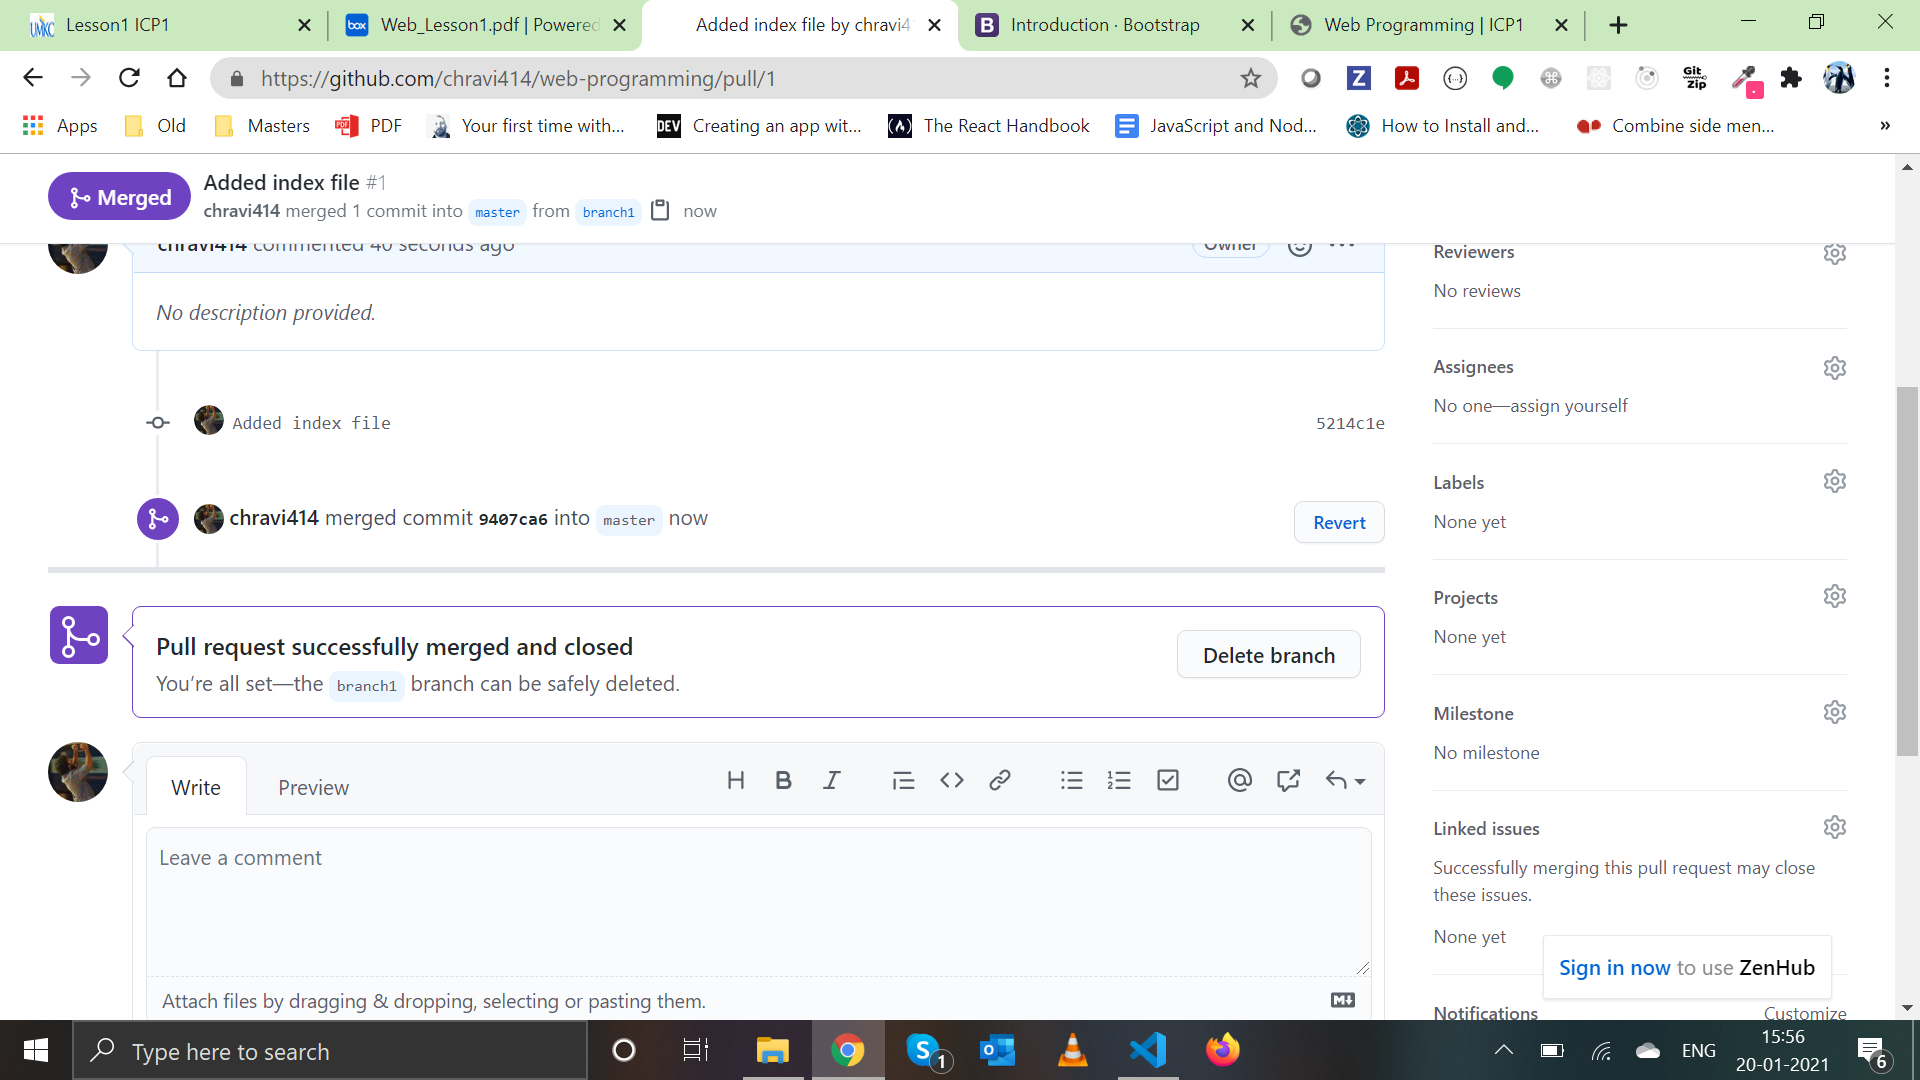 Lesson1 ICP1
Web_Lesson1.pdf | Powered
Added index file by chravi41
Introduction · Bootstrap
Web Programming | ICP1
https://github.com/chravi414/web-programming/pull/1
Apps
Old
Masters
PDF
Your first time with...
DEV
Creating an app wit...
The React Handbook
JavaScript and Nod...
How to Install and...
Combine side men...
»
Merged
Added index file #1
chravi414 merged 1 commit into master from branch1 now
chravi414 commented 40 seconds ago
Owner
No description provided.
Added index file
5214c1e
chravi414 merged commit 9407ca6 into master now
Revert
Pull request successfully merged and closed
You're all set—the branch1 branch can be safely deleted.
Delete branch
Write
Preview
Leave a comment
Attach files by dragging & dropping, selecting or pasting them.
Reviewers
No reviews
Assignees
No one—assign yourself
Labels
None yet
Projects
None yet
Milestone
No milestone
Linked issues
Successfully merging this pull request may close
these issues.
None yet
Sign in now to use ZenHub
Notifications
Customize
Type here to search
1
ENG
15:56
20-01-2021
6